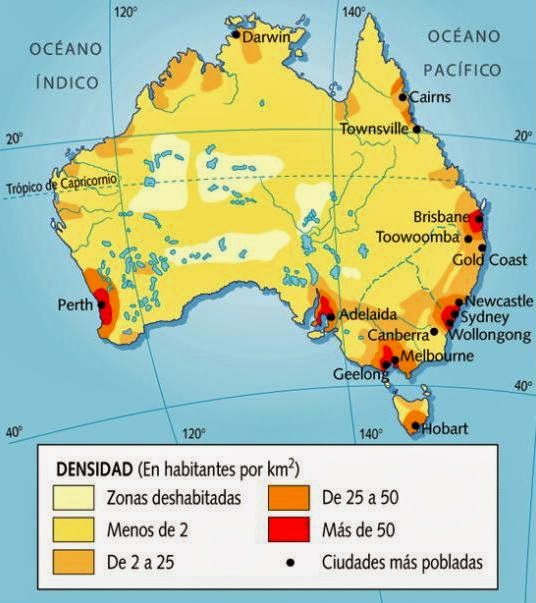 120°
140°
OCÉANO
ÍNDICO
Darwin
OCÉANO
PACÍFICO
Cairns
Townsville
20°
20°
Trópico de Capricornio
Brisbane
Toowoomba
Gold Coast
Perth
Adelaida
Newcastle
Sydney
Canberra
Wollongong
Melbourne
Geelong
40°
40°
120°
140°
Hobart
DENSIDAD (En habitantes por km²)
Zonas deshabitadas
De 25 a 50
Menos de 2
Más de 50
De 2 a 25
Ciudades más pobladas